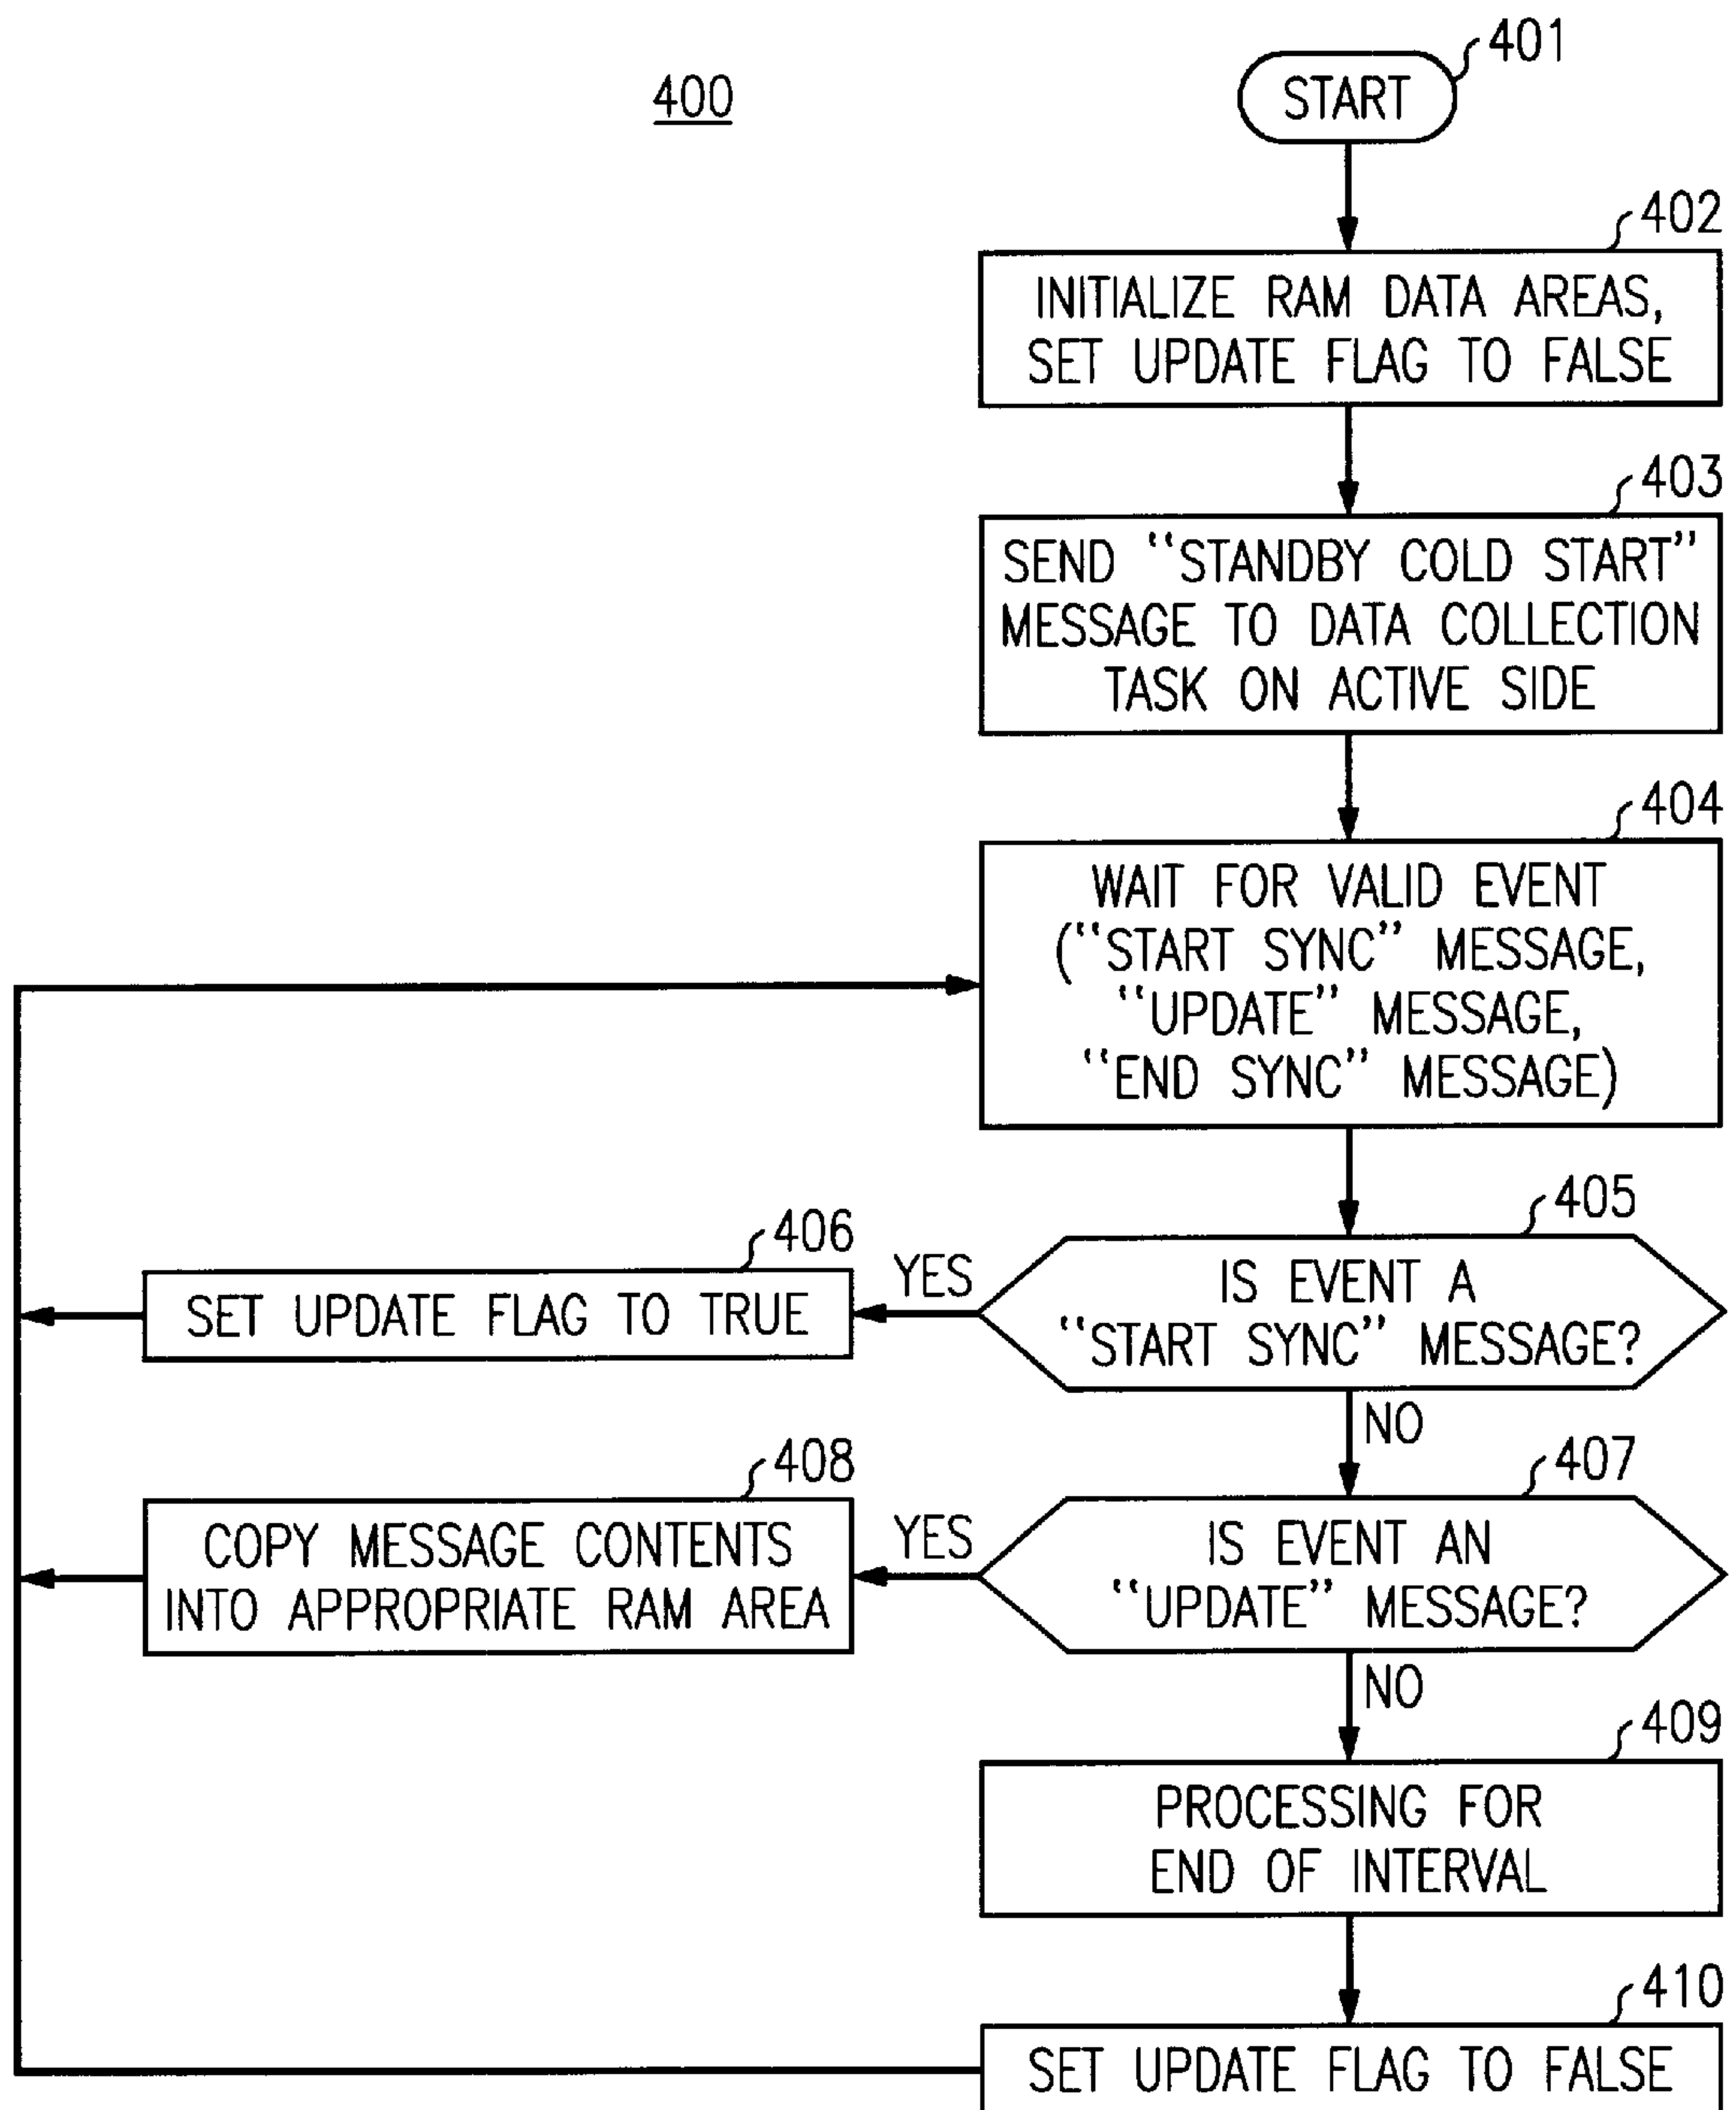 400
401
START
402
INITIALIZE RAM DATA AREAS,
SET UPDATE FLAG TO FALSE
403
SEND "STANDBY COLD START"
MESSAGE TO DATA COLLECTION
TASK ON ACTIVE SIDE
404
WAIT FOR VALID EVENT
("START SYNC" MESSAGE,
"UPDATE" MESSAGE,
"END SYNC" MESSAGE)
405
IS EVENT A
"START SYNC" MESSAGE?
YES
406
SET UPDATE FLAG TO TRUE
NO
407
IS EVENT AN
"UPDATE" MESSAGE?
YES
408
COPY MESSAGE CONTENTS
INTO APPROPRIATE RAM AREA
NO
409
PROCESSING FOR
END OF INTERVAL
410
SET UPDATE FLAG TO FALSE